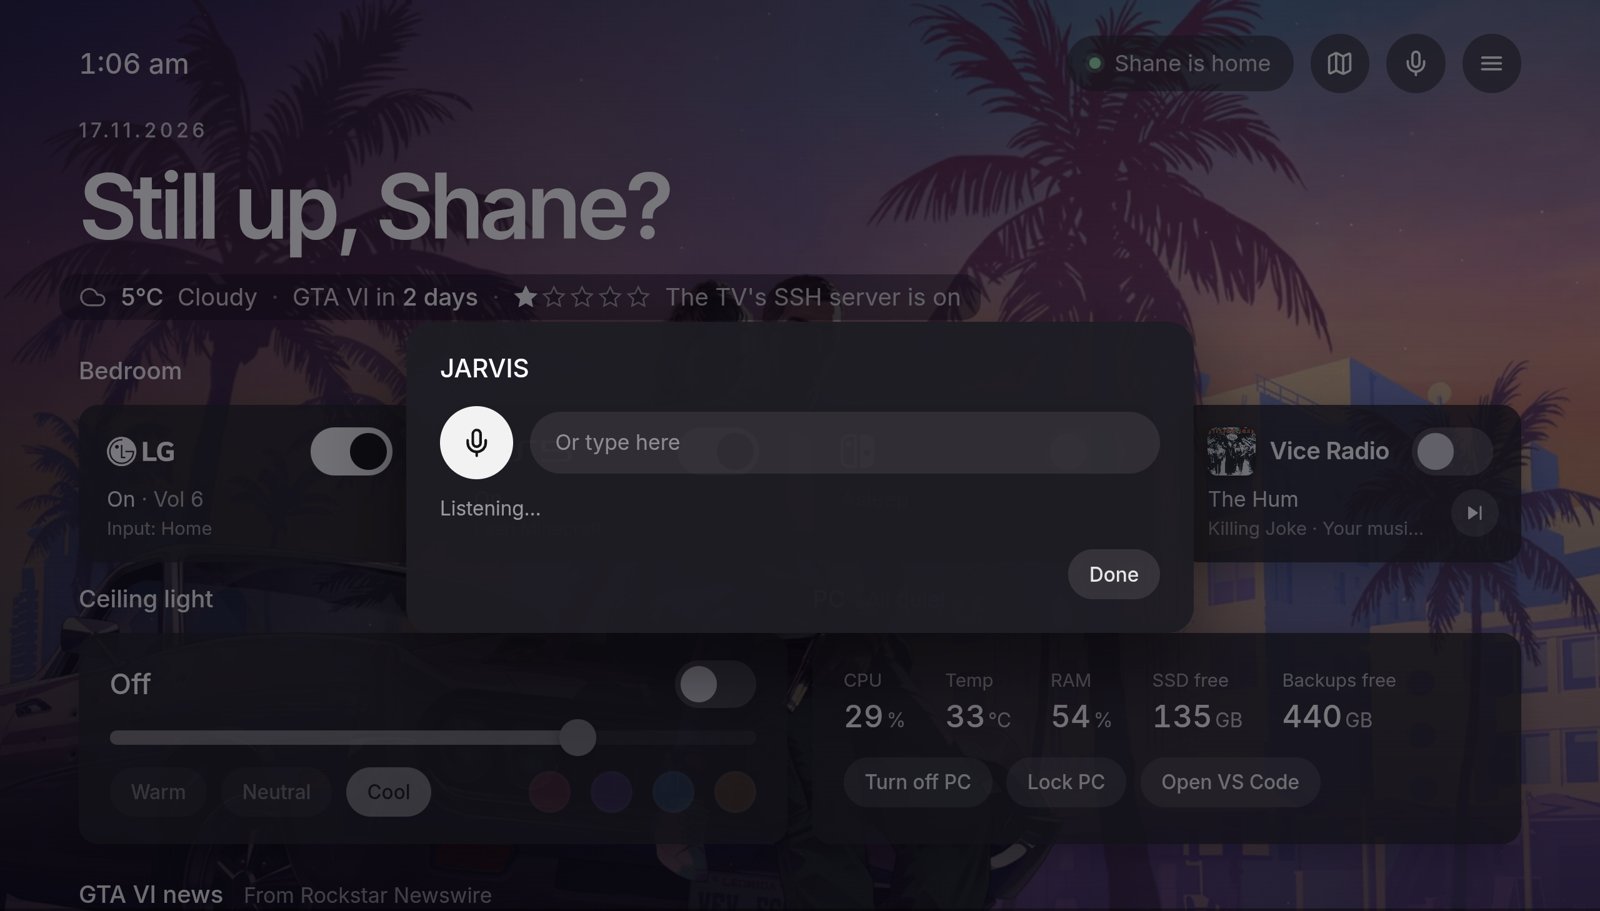 1:06 am
Shane is home
17.11.2026
Still up, Shane?
5°C Cloudy · GTA VI in 2 days · The TV's SSH server is on
Bedroom
JARVIS
LG
Or type here
Vice Radio
On · Vol 6
Input: Home
Listening...
The Hum
Killing Joke · Your musi...
Done
Ceiling light
Off
CPU
Temp
RAM
SSD free
Backups free
29 %
33 °C
54 %
135 GB
440 GB
Warm
Neutral
Cool
Turn off PC
Lock PC
Open VS Code
GTA VI news From Rockstar Newswire